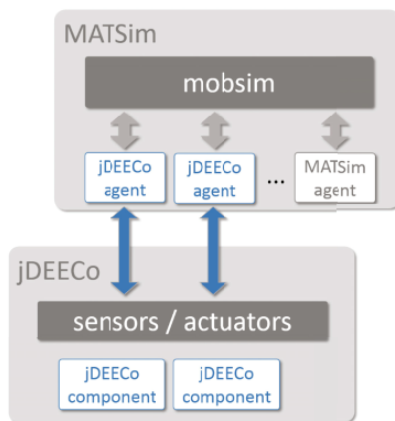 MATSim
mobsim
jDEECo
agent
jDEECo
agent
...
MATSim
agent
jDEECo
sensors / actuators
jDEECo
component
jDEECo
component